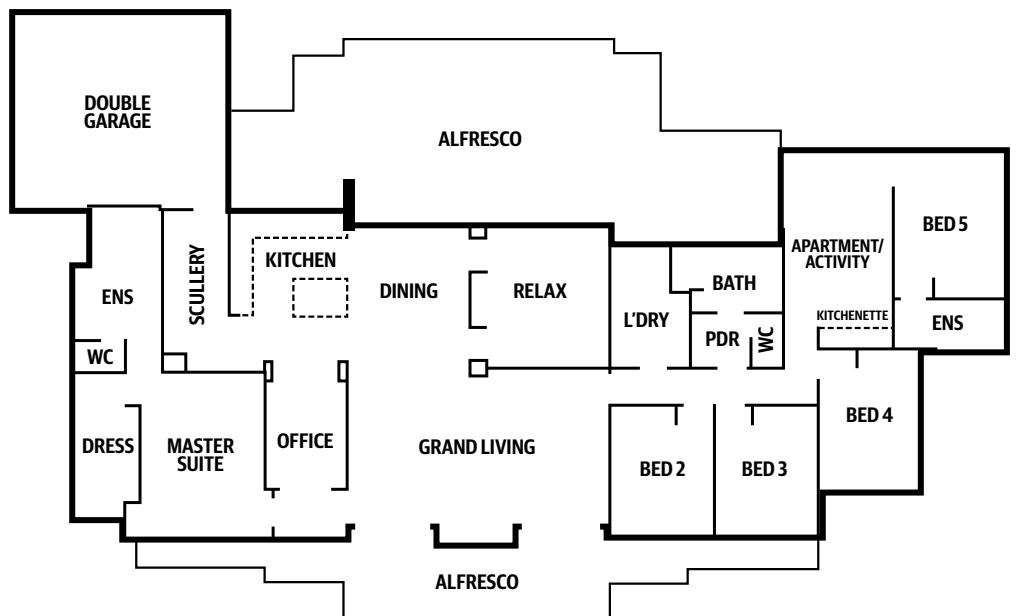 DOUBLE
GARAGE
ALFRESCO
BED 5
APARTMENT/
ACTIVITY
KITCHEN
SCULLERY
DINING
RELAX
BATH
ENS
L'DRY
KITCHENETTE
ENS
PDR
WC
WC
BED 4
DRESS
MASTER
SUITE
OFFICE
GRAND LIVING
BED 2
BED 3
ALFRESCO